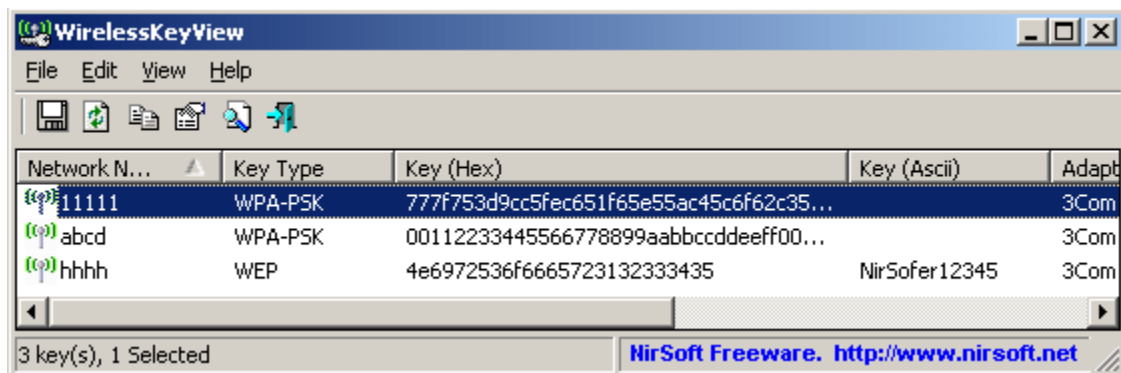 WirelessKeyView
File Edit View Help
Network N... Key Type Key (Hex) Key (Ascii) Adapt
11111 WPA-PSK 777f753d9cc5fec651f65e55ac45c6f62c35... 3Com
abcd WPA-PSK 00112233445566778899aabbccddeeff00... 3Com
hhhh WEP 4e6972536f6665723132333435 NirSofer12345 3Com
3 key(s), 1 Selected NirSoft Freeware. http://www.nirsoft.net